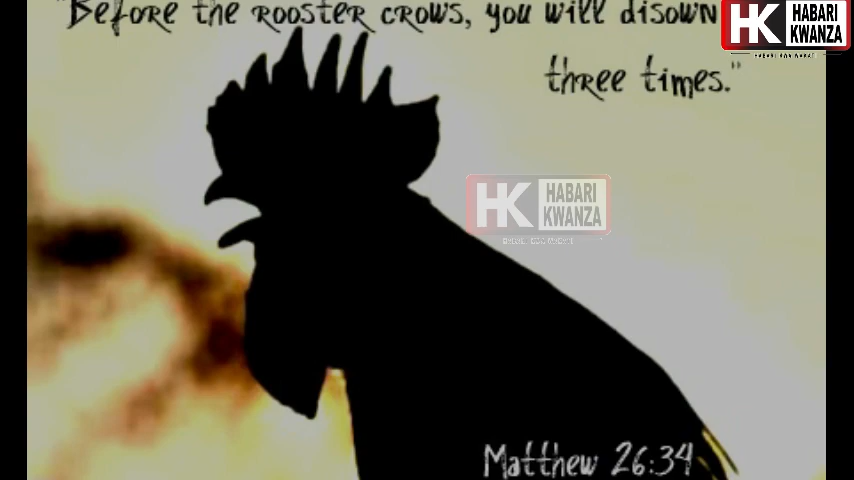 "Before the rooster crows, you will disown
three times."
HK HABARI
KWANZA
HK HABARI
KWANZA
Matthew 26:34